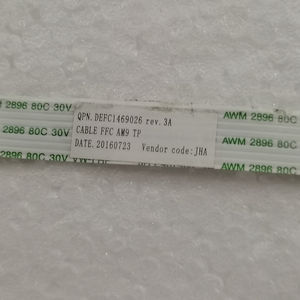 QPN. DEFC1469026 rev.3A
CABLE FFC AM9 TP
DATE. 20160723 Vendor code:JHA
2896 80C 30V
AWM 2896 80C
2896 80C 30V
AWM 2896 80C
2896 80C 30V
AWM 2896 80C